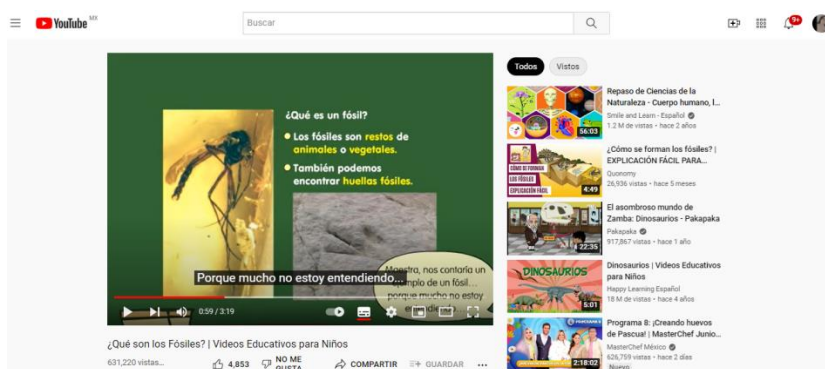 YouTube MX
Buscar
9+
¿Qué es un fósil?
Los fósiles son restos de
animales o vegetales.
También podemos
encontrar huellas fósiles.
Maestra, nos contaría un
ejemplo de un fósil...
porque mucho no estoy
entendiendo.
Porque mucho no estoy entendiendo...
0:59 / 3:19
¿Qué son los Fósiles? | Videos Educativos para Niños
631,220 vistas...
4,853
NO ME
GUSTA
COMPARTIR
GUARDAR
Todos
Vistos
56:03
Repaso de Ciencias de la
Naturaleza - Cuerpo humano, l...
Smile and Learn - Español
1.2 M de vistas • hace 2 años
CÓMO SE FORMAN
LOS FÓSILES
EXPLICACIÓN FÁCIL
4:49
¿Cómo se forman los fósiles? |
EXPLICACIÓN FÁCIL PARA...
Quonomy
26,936 vistas • hace 5 meses
22:35
El asombroso mundo de
Zamba: Dinosaurios - Pakapaka
Pakapaka
917,867 vistas • hace 1 año
DINOSAURIOS
5:01
Dinosaurios | Videos Educativos
para Niños
Happy Learning Español
18 M de vistas • hace 4 años
2:18:02
Programa 8: ¡Creando huevos
de Pascua! | MasterChef Junio...
MasterChef México
626,759 vistas • hace 2 días
Nuevo